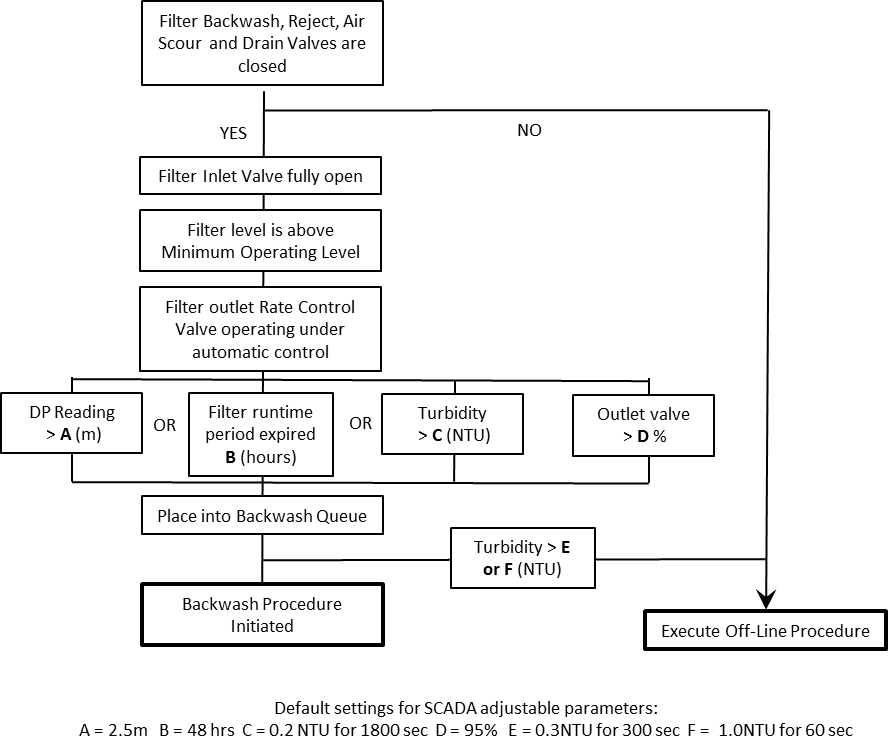 Filter Backwash, Reject, Air
Scour and Drain Valves are
closed
YES
NO
Filter Inlet Valve fully open
Filter level is above
Minimum Operating Level
Filter outlet Rate Control
Valve operating under
automatic control
DP Reading
> A (m)
OR
Filter runtime
period expired
B (hours)
OR
Turbidity
> C (NTU)
Outlet valve
> D %
Place into Backwash Queue
Turbidity > E
or F (NTU)
Backwash Procedure
Initiated
Execute Off-Line Procedure
Default settings for SCADA adjustable parameters:
A = 2.5m B = 48 hrs C = 0.2 NTU for 1800 sec D = 95% E = 0.3NTU for 300 sec F = 1.0NTU for 60 sec